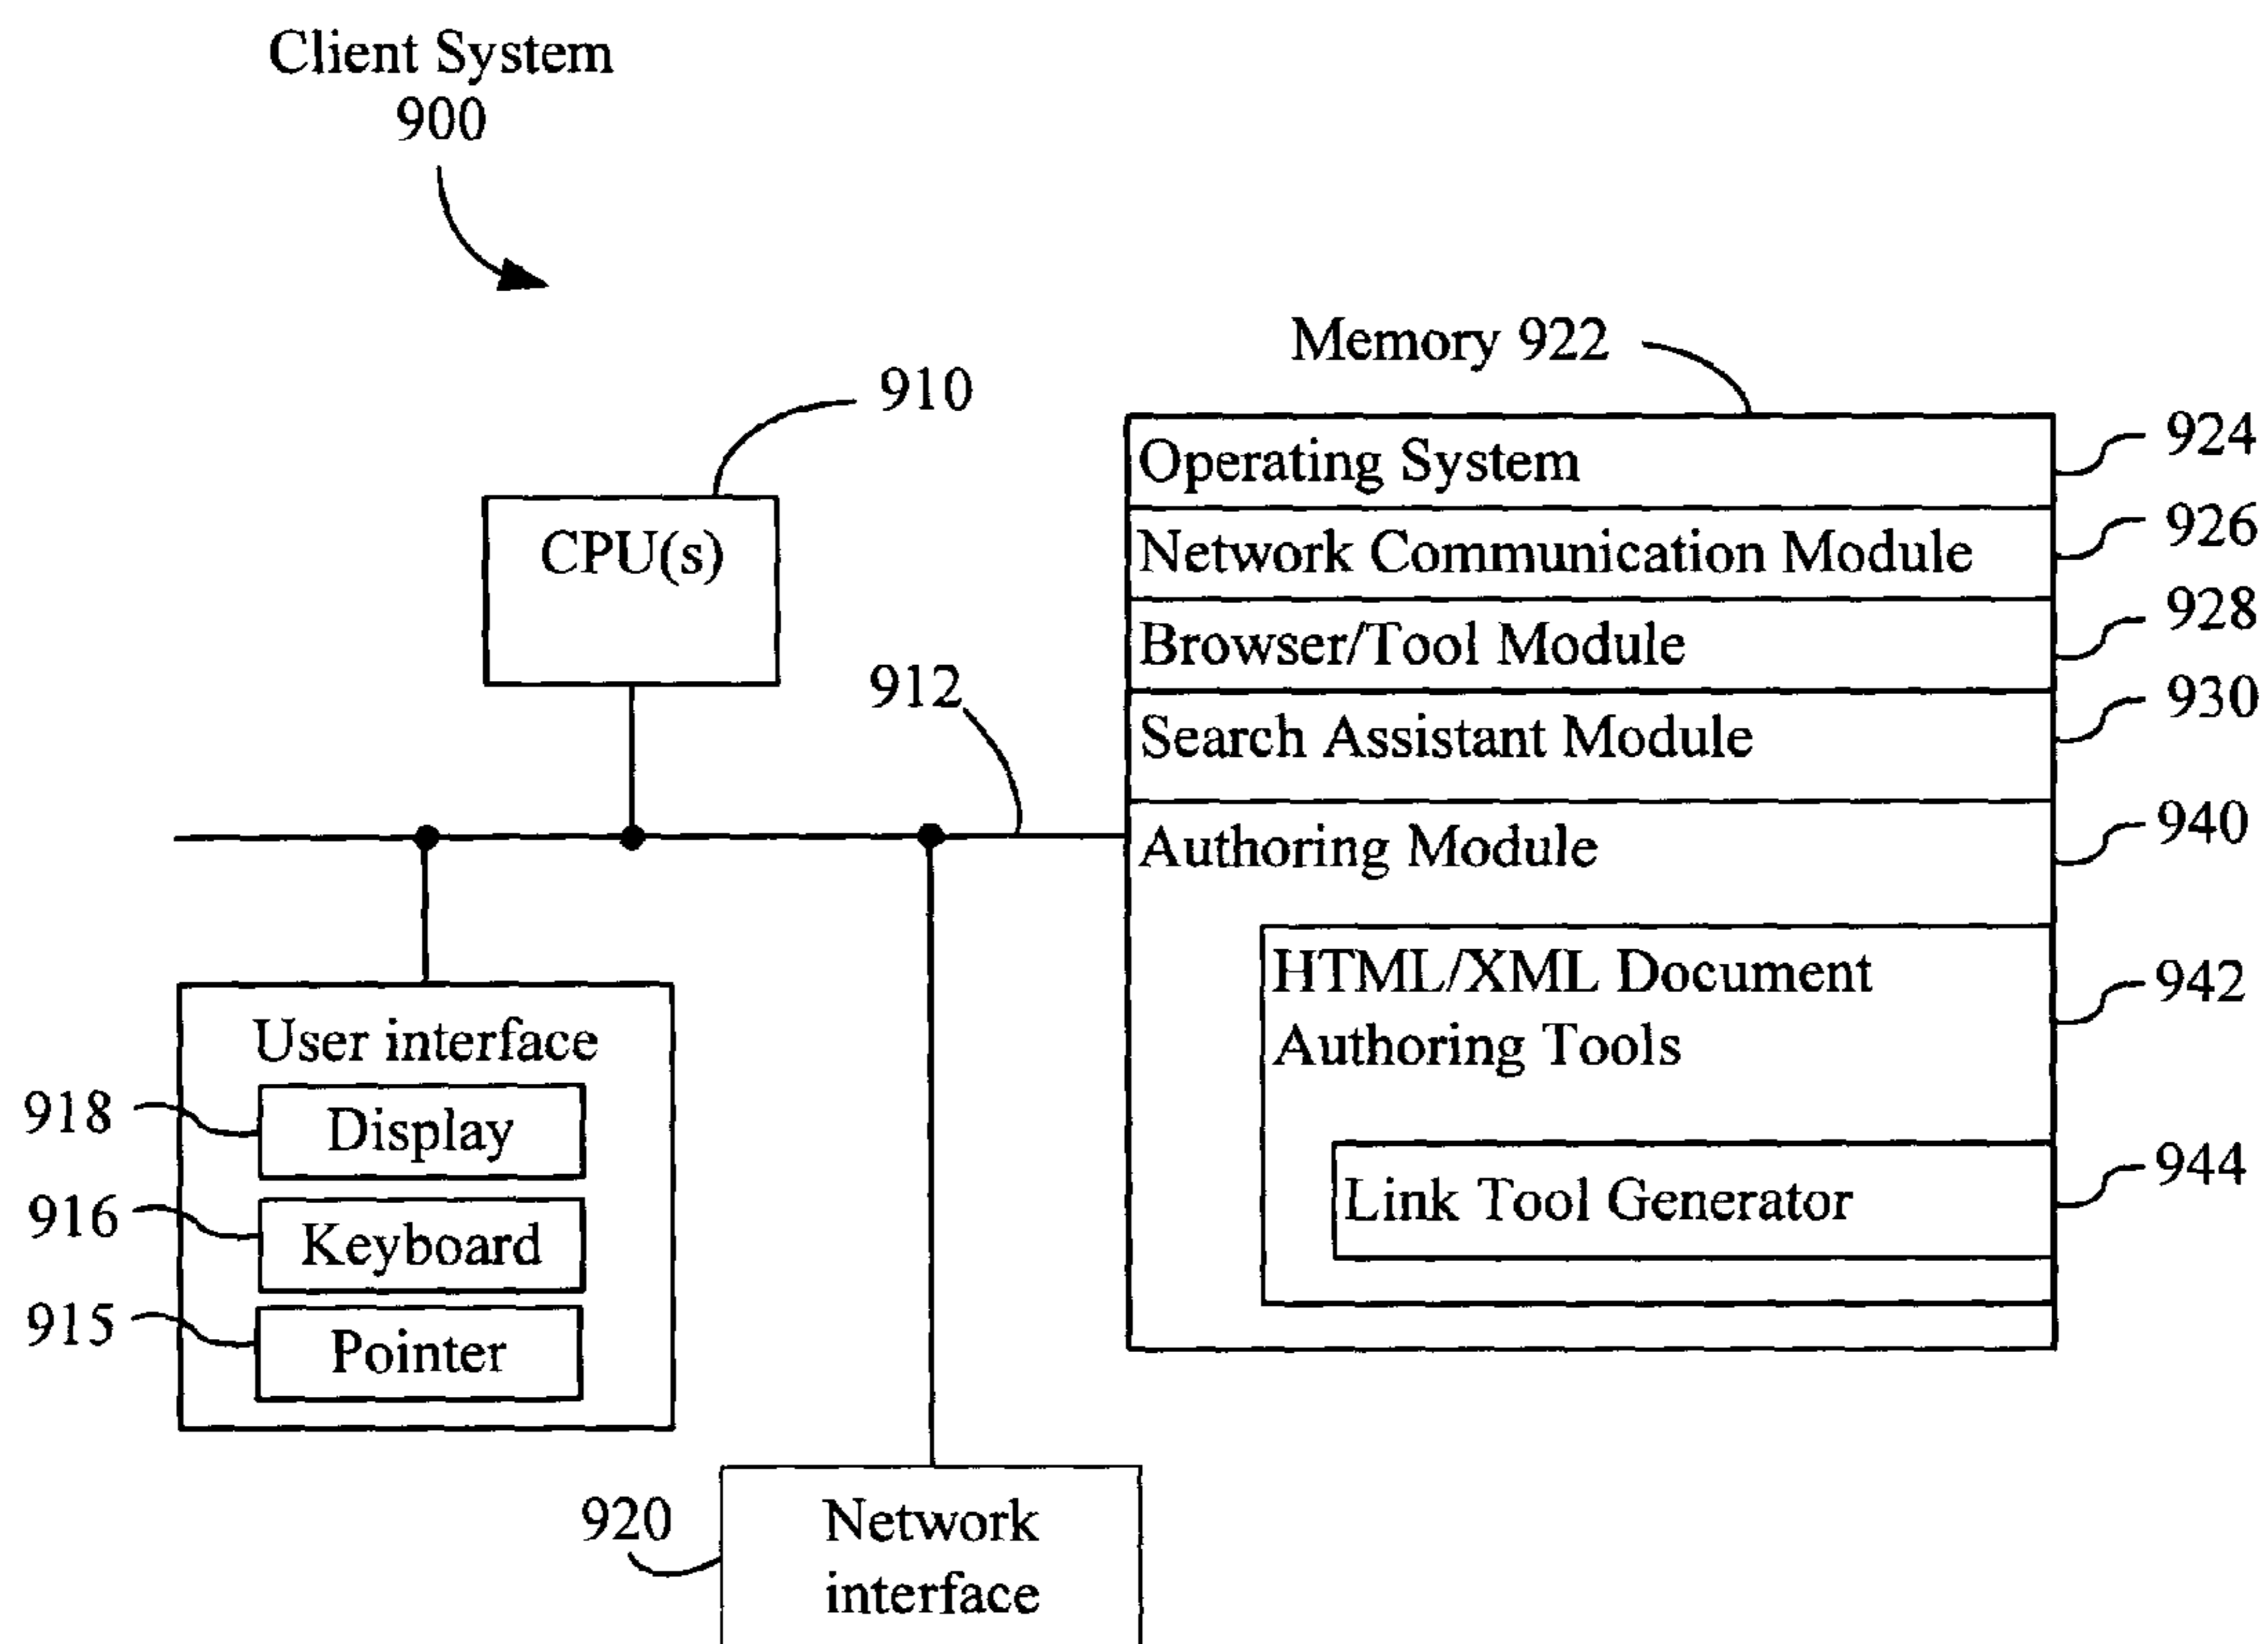 Client System
900
Memory 922
910
924
Operating System
CPU(s)
926
Network Communication Module
928
Browser/Tool Module
912
930
Search Assistant Module
940
Authoring Module
HTML/XML Document
942
Authoring Tools
User interface
918
Display
944
Link Tool Generator
916
Keyboard
915
Pointer
920
Network
interface